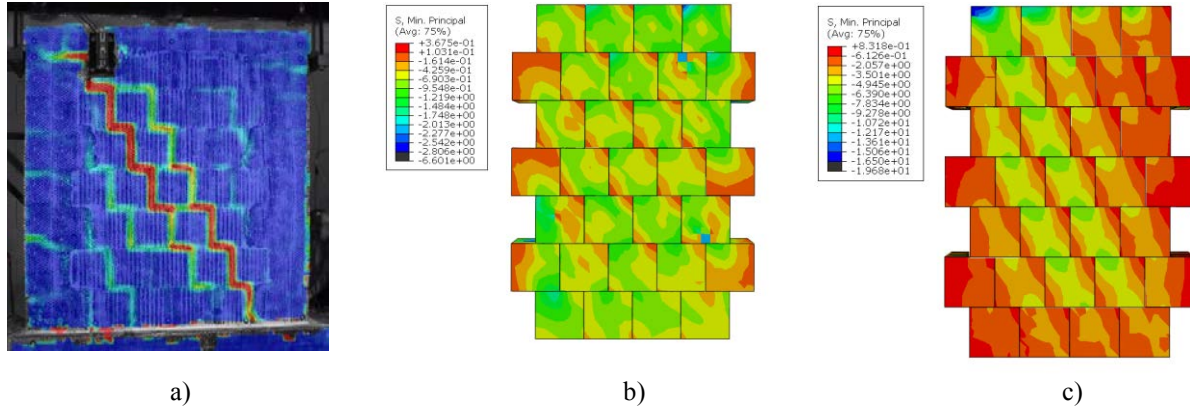 S, Min. Principal
(Avg: 75%)
+3.675e-01
+1.031e-01
-1.614e-01
-4.259e-01
-6.903e-01
-9.548e-01
-1.219e+00
-1.484e+00
-1.748e+00
-2.013e+00
-2.277e+00
-2.542e+00
-2.806e+00
-6.601e+00
S, Min. Principal
(Avg: 75%)
+8.318e-01
-6.126e-01
-2.057e+00
-3.501e+00
-4.945e+00
-6.390e+00
-7.834e+00
-9.278e+00
-1.072e+01
-1.217e+01
-1.361e+01
-1.506e+01
-1.650e+01
-1.968e+01
a)
b)
c)